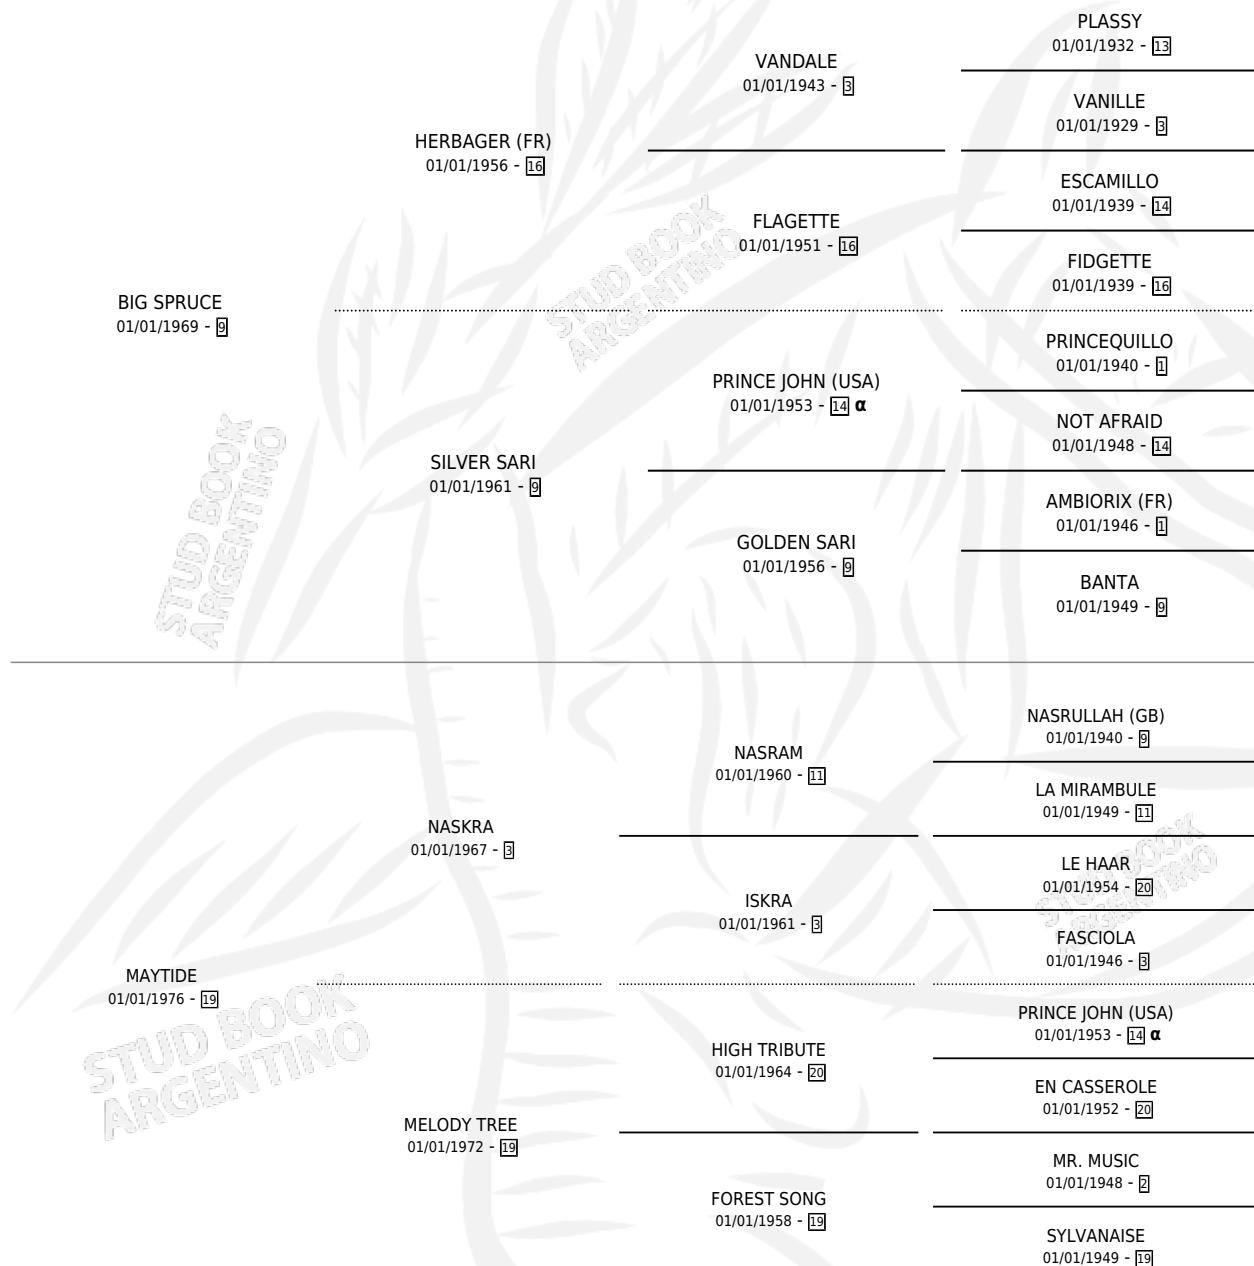 PLASSY
01/01/1932 - 13
VANDALE
01/01/1943 - 3
VANILLE
01/01/1929 - 3
HERBAGER (FR)
01/01/1956 - 16
ESCAMILLO
01/01/1939 - 14
FLAGETTE
01/01/1951 - 16
FIDGETTE
01/01/1939 - 16
BIG SPRUCE
01/01/1969 - 9
STUD BOOK
ARGENTINO
PRINCEQUILLO
01/01/1940 - 1
PRINCE JOHN (USA)
01/01/1953 - 14 α
NOT AFRAID
01/01/1948 - 14
SILVER SARI
01/01/1961 - 9
AMBIORIX (FR)
01/01/1946 - 1
GOLDEN SARI
01/01/1956 - 9
BANTA
01/01/1949 - 9
STUD BOOK
ARGENTINO
NASRULLAH (GB)
01/01/1940 - 9
NASRAM
01/01/1960 - 11
LA MIRAMBULE
01/01/1949 - 11
NASKRA
01/01/1967 - 3
LE HAAR
01/01/1954 - 20
ISKRA
01/01/1961 - 3
FASCIOLA
01/01/1946 - 3
STUD BOOK
ARGENTINO
MAYTIDE
01/01/1976 - 19
PRINCE JOHN (USA)
01/01/1953 - 14 α
HIGH TRIBUTE
01/01/1964 - 20
EN CASSEROLE
01/01/1952 - 20
STUD BOOK
ARGENTINO
MELODY TREE
01/01/1972 - 19
MR. MUSIC
01/01/1948 - 2
FOREST SONG
01/01/1958 - 19
SYLVANAISE
01/01/1949 - 19